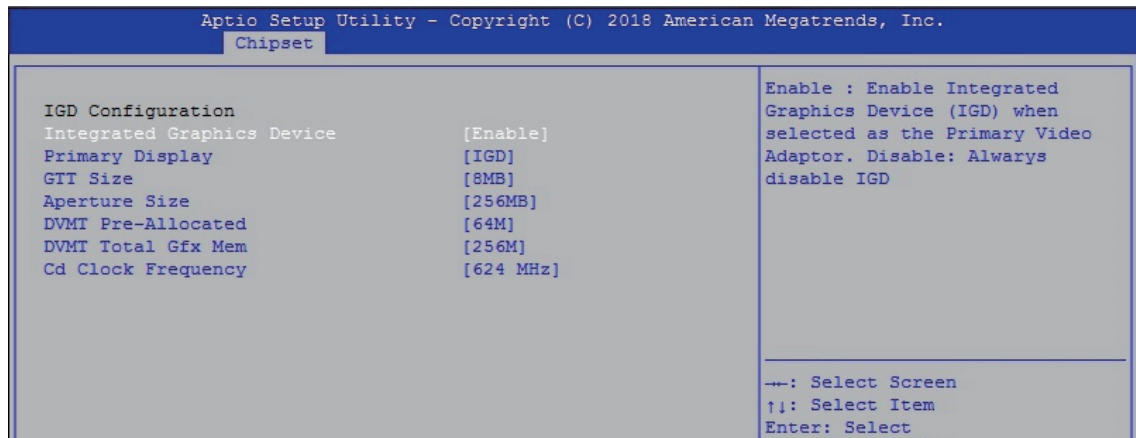 Aptio Setup Utility – Copyright (C) 2018 American Megatrends, Inc.
Chipset
IGD Configuration
Integrated Graphics Device [Enable]
Primary Display [IGD]
GTT Size [8MB]
Aperture Size [256MB]
DVMT Pre-Allocated [64M]
DVMT Total Gfx Mem [256M]
Cd Clock Frequency [624 MHz]
Enable : Enable Integrated
Graphics Device (IGD) when
selected as the Primary Video
Adaptor. Disable: Alwarys
disable IGD
→←: Select Screen
↑↓: Select Item
Enter: Select